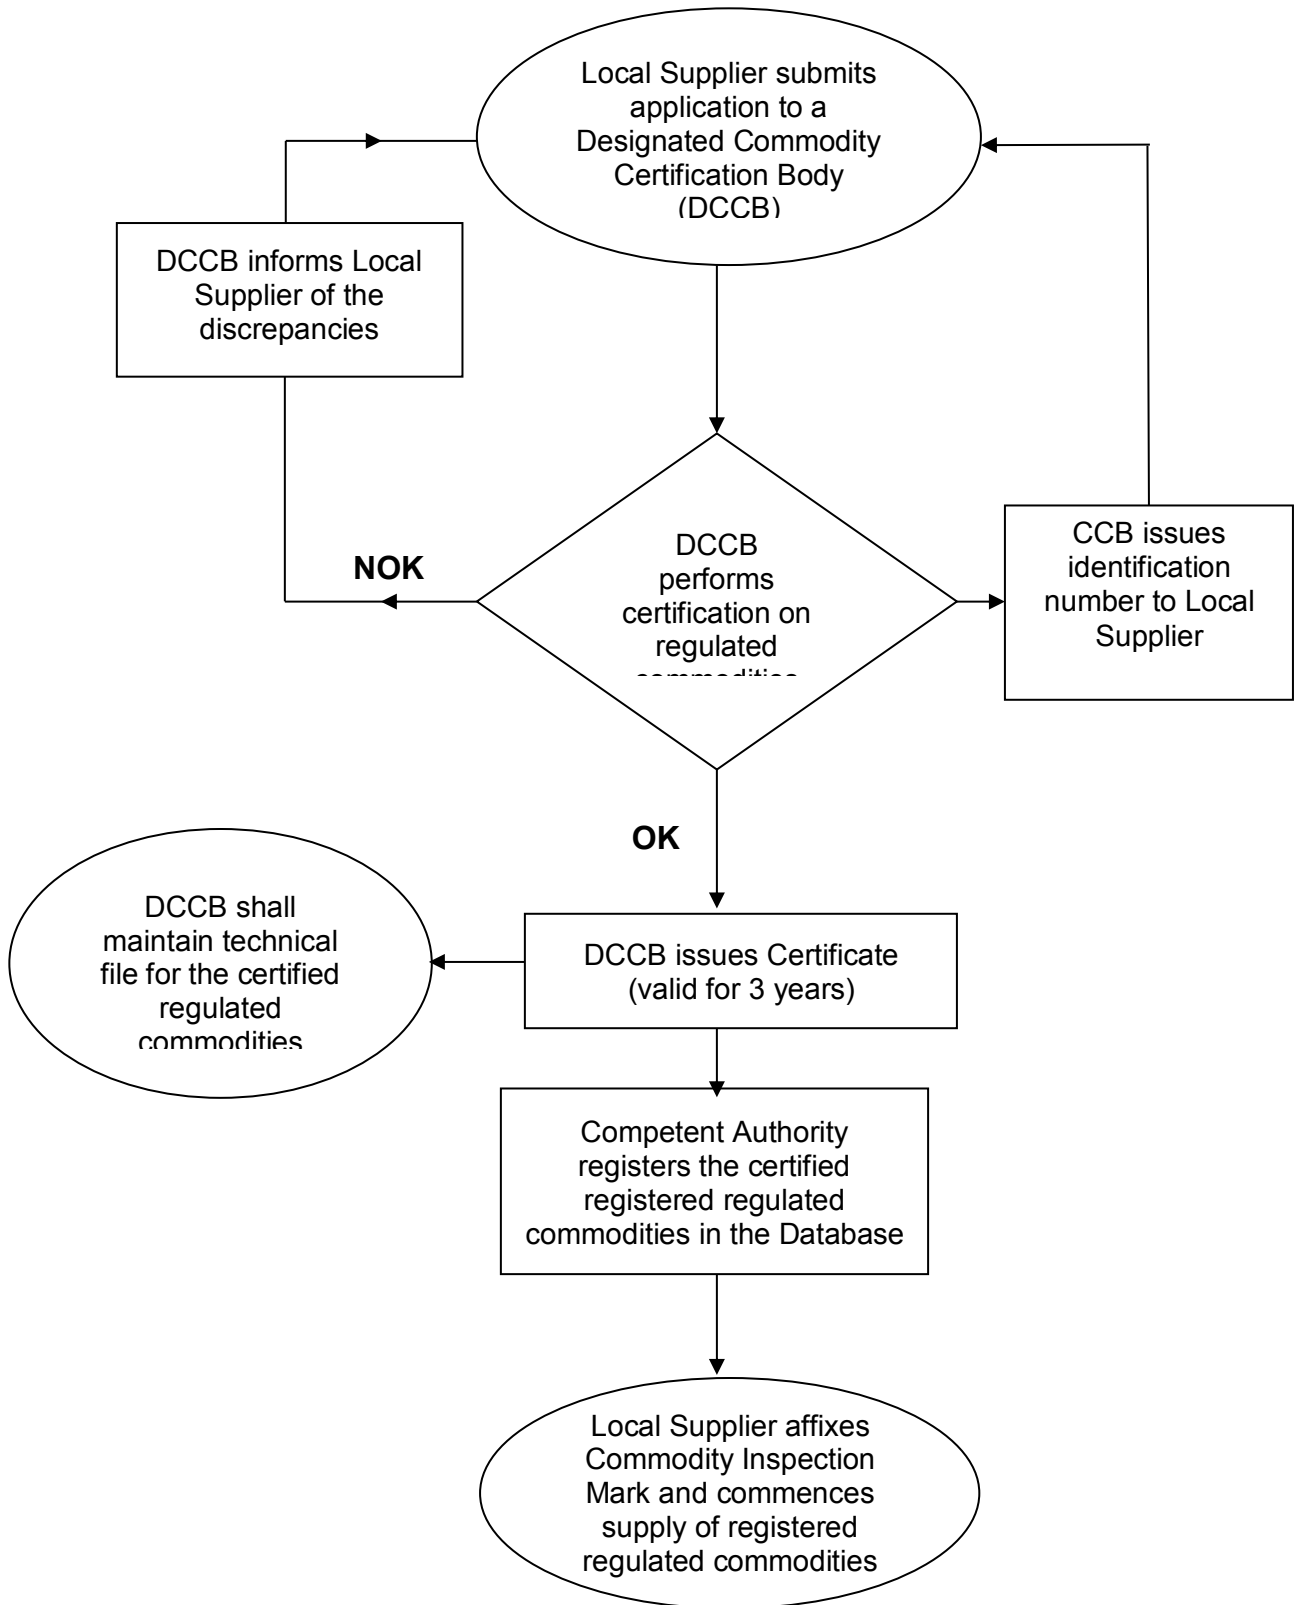 Local Supplier submits
application to a
Designated Commodity
Certification Body
(DCCB)
DCCB informs Local
Supplier of the
discrepancies
NOK
DCCB
performs
certification on
regulated
commodities
CCB issues
identification
number to Local
Supplier
OK
DCCB shall
maintain technical
file for the certified
regulated
commodities
DCCB issues Certificate
(valid for 3 years)
Competent Authority
registers the certified
registered regulated
commodities in the Database
Local Supplier affixes
Commodity Inspection
Mark and commences
supply of registered
regulated commodities